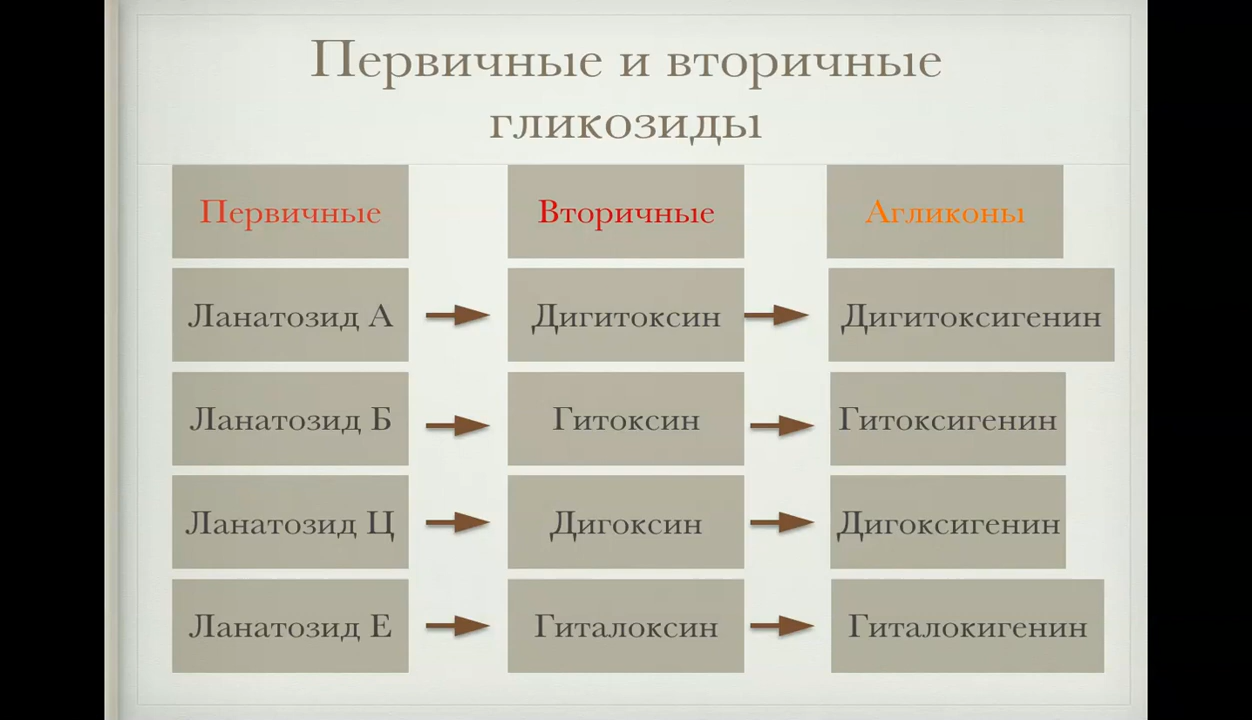 Первичные и вторичные
гликозиды
Первичные Вторичные Агликоны
Ланатозид А Дигитоксин Дигитоксигенин
Ланатозид Б Гитоксин Гитоксигенин
Ланатозид Ц Дигоксин Дигоксигенин
Ланатозид Е Гиталоксин Гиталокигенин